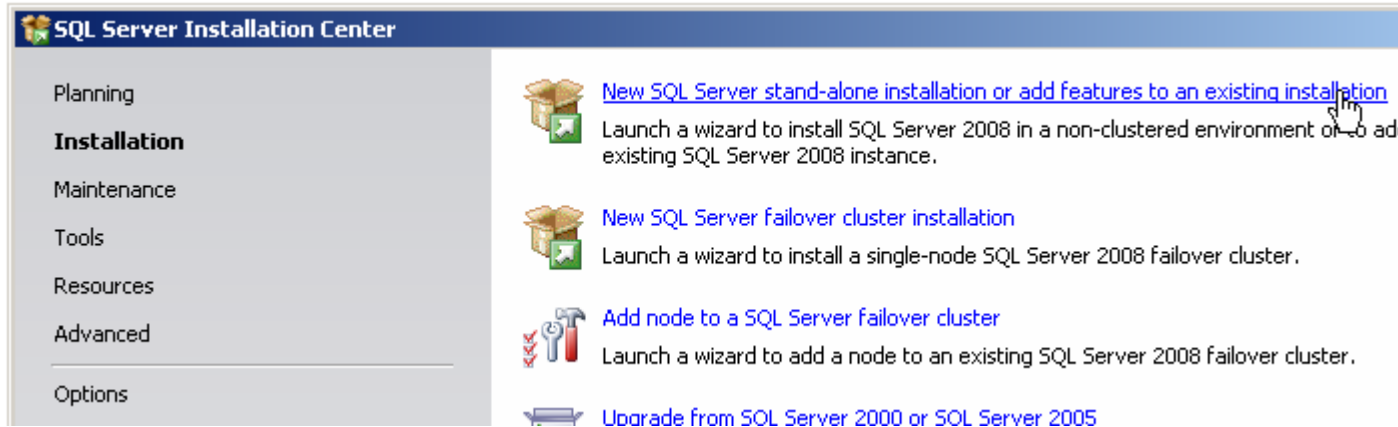 SQL Server Installation Center
Planning
Installation
Maintenance
Tools
Resources
Advanced
Options
New SQL Server stand-alone installation or add features to an existing installation
Launch a wizard to install SQL Server 2008 in a non-clustered environment or to ad
existing SQL Server 2008 instance.
New SQL Server failover cluster installation
Launch a wizard to install a single-node SQL Server 2008 failover cluster.
Add node to a SQL Server failover cluster
Launch a wizard to add a node to an existing SQL Server 2008 failover cluster.
Upgrade from SQL Server 2000 or SQL Server 2005